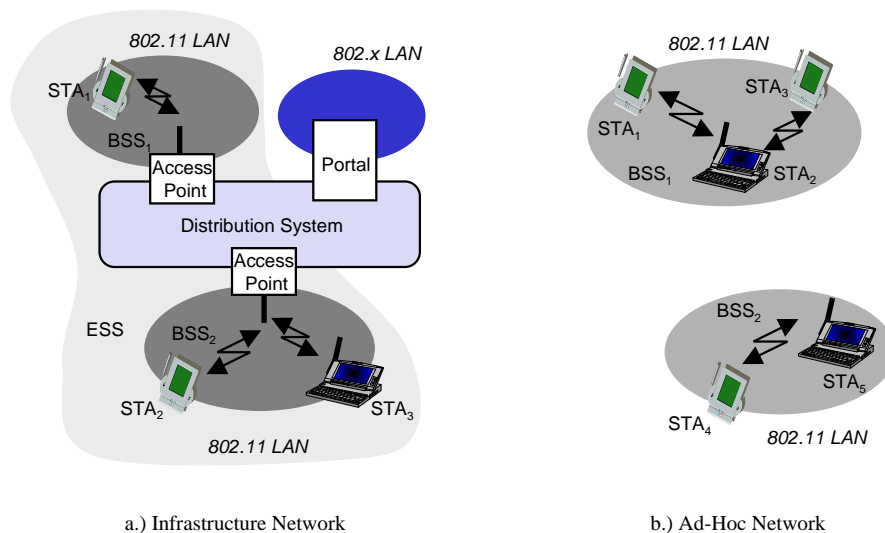 802.11 LAN
802.x LAN
STA1
BSS1
Access
Point
Portal
Distribution System
Access
Point
ESS
BSS2
STA2
STA3
802.11 LAN
a.) Infrastructure Network
802.11 LAN
STA3
STA1
BSS1
STA2
BSS2
STA5
STA4
802.11 LAN
b.) Ad-Hoc Network